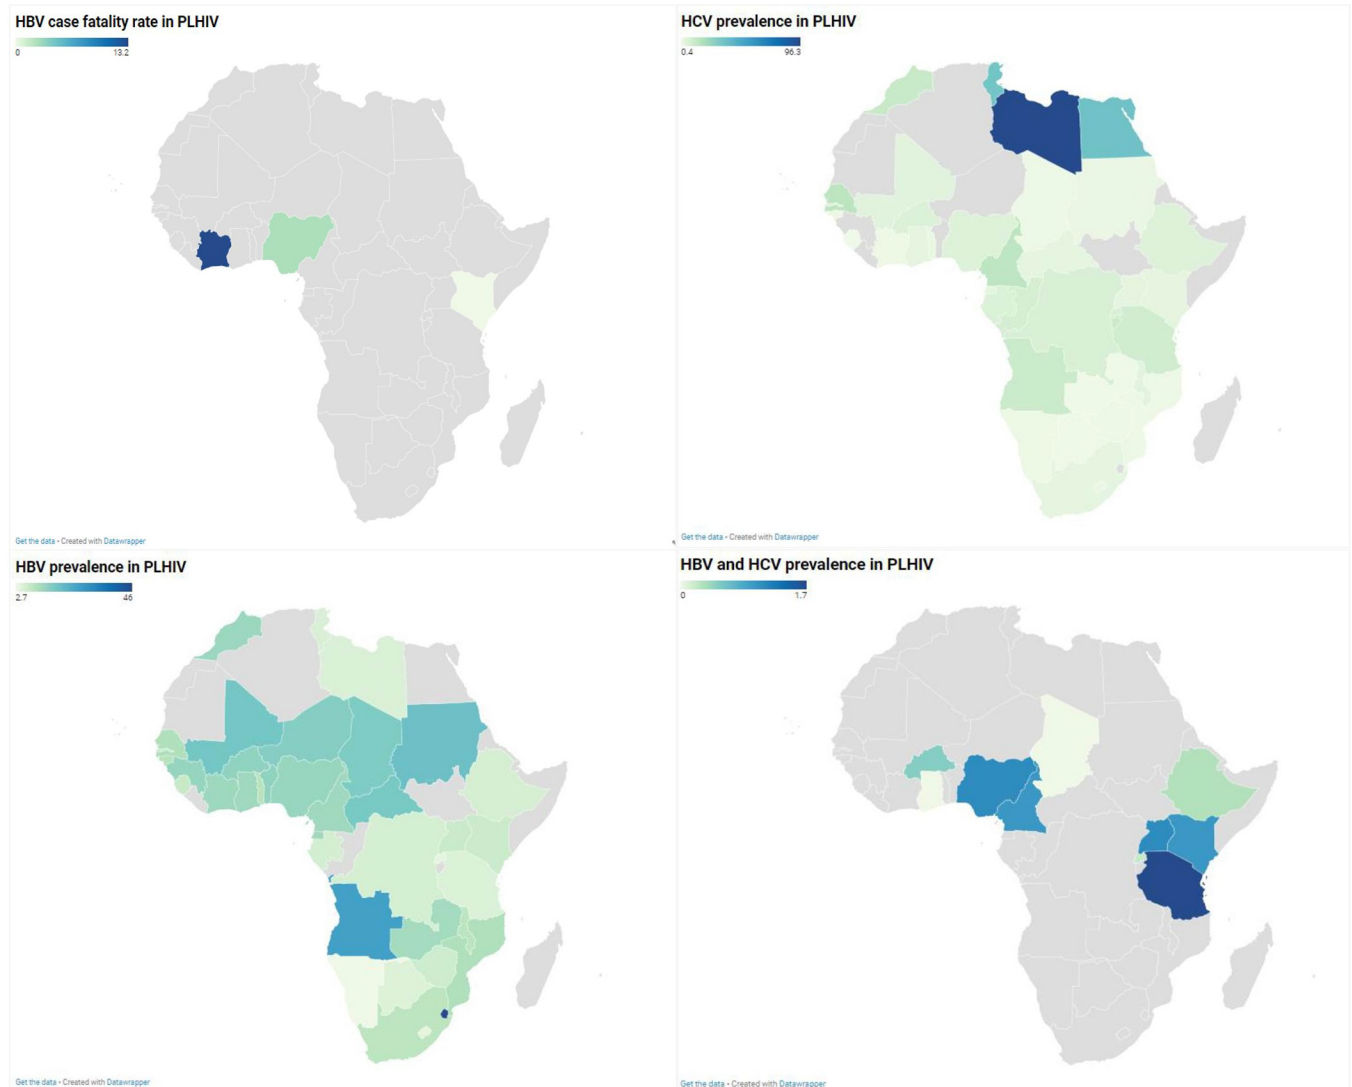 HBV case fatality rate in PLHIV
0 13.2
Get the data • Created with Datawrapper
HCV prevalence in PLHIV
0.4 96.3
Get the data • Created with Datawrapper
HBV prevalence in PLHIV
2.7 46
Get the data • Created with Datawrapper
HBV and HCV prevalence in PLHIV
0 1.7
Get the data • Created with Datawrapper